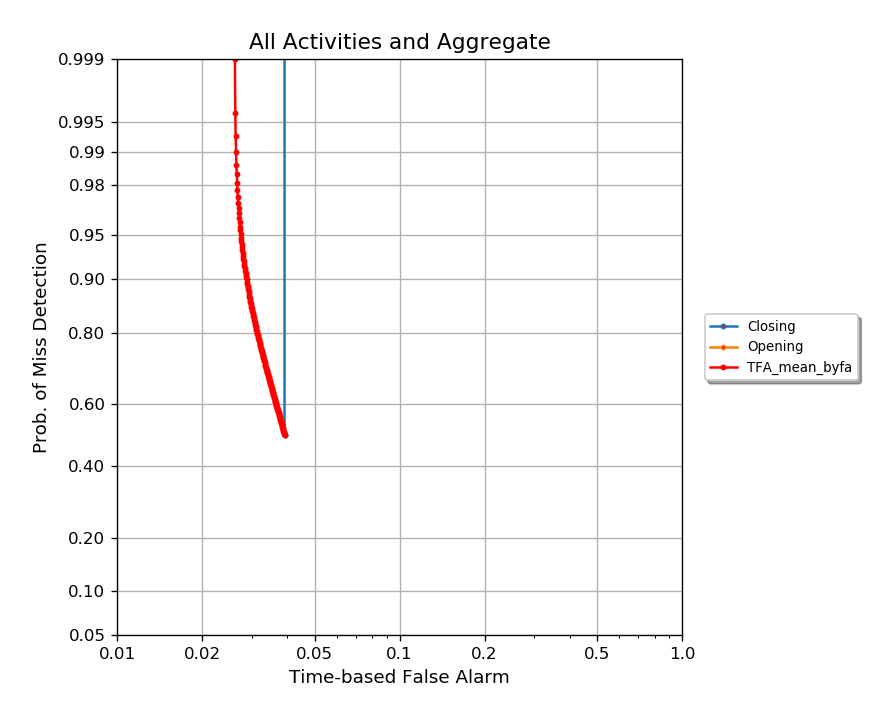 All Activities and Aggregate
0.999
0.995
0.99
0.98
0.95
0.90
0.80
0.60
0.40
0.20
0.10
0.05
Prob. of Miss Detection
0.01 0.02 0.05 0.1 0.2 0.5 1.0
Time-based False Alarm
Closing
Opening
TFA_mean_byfa